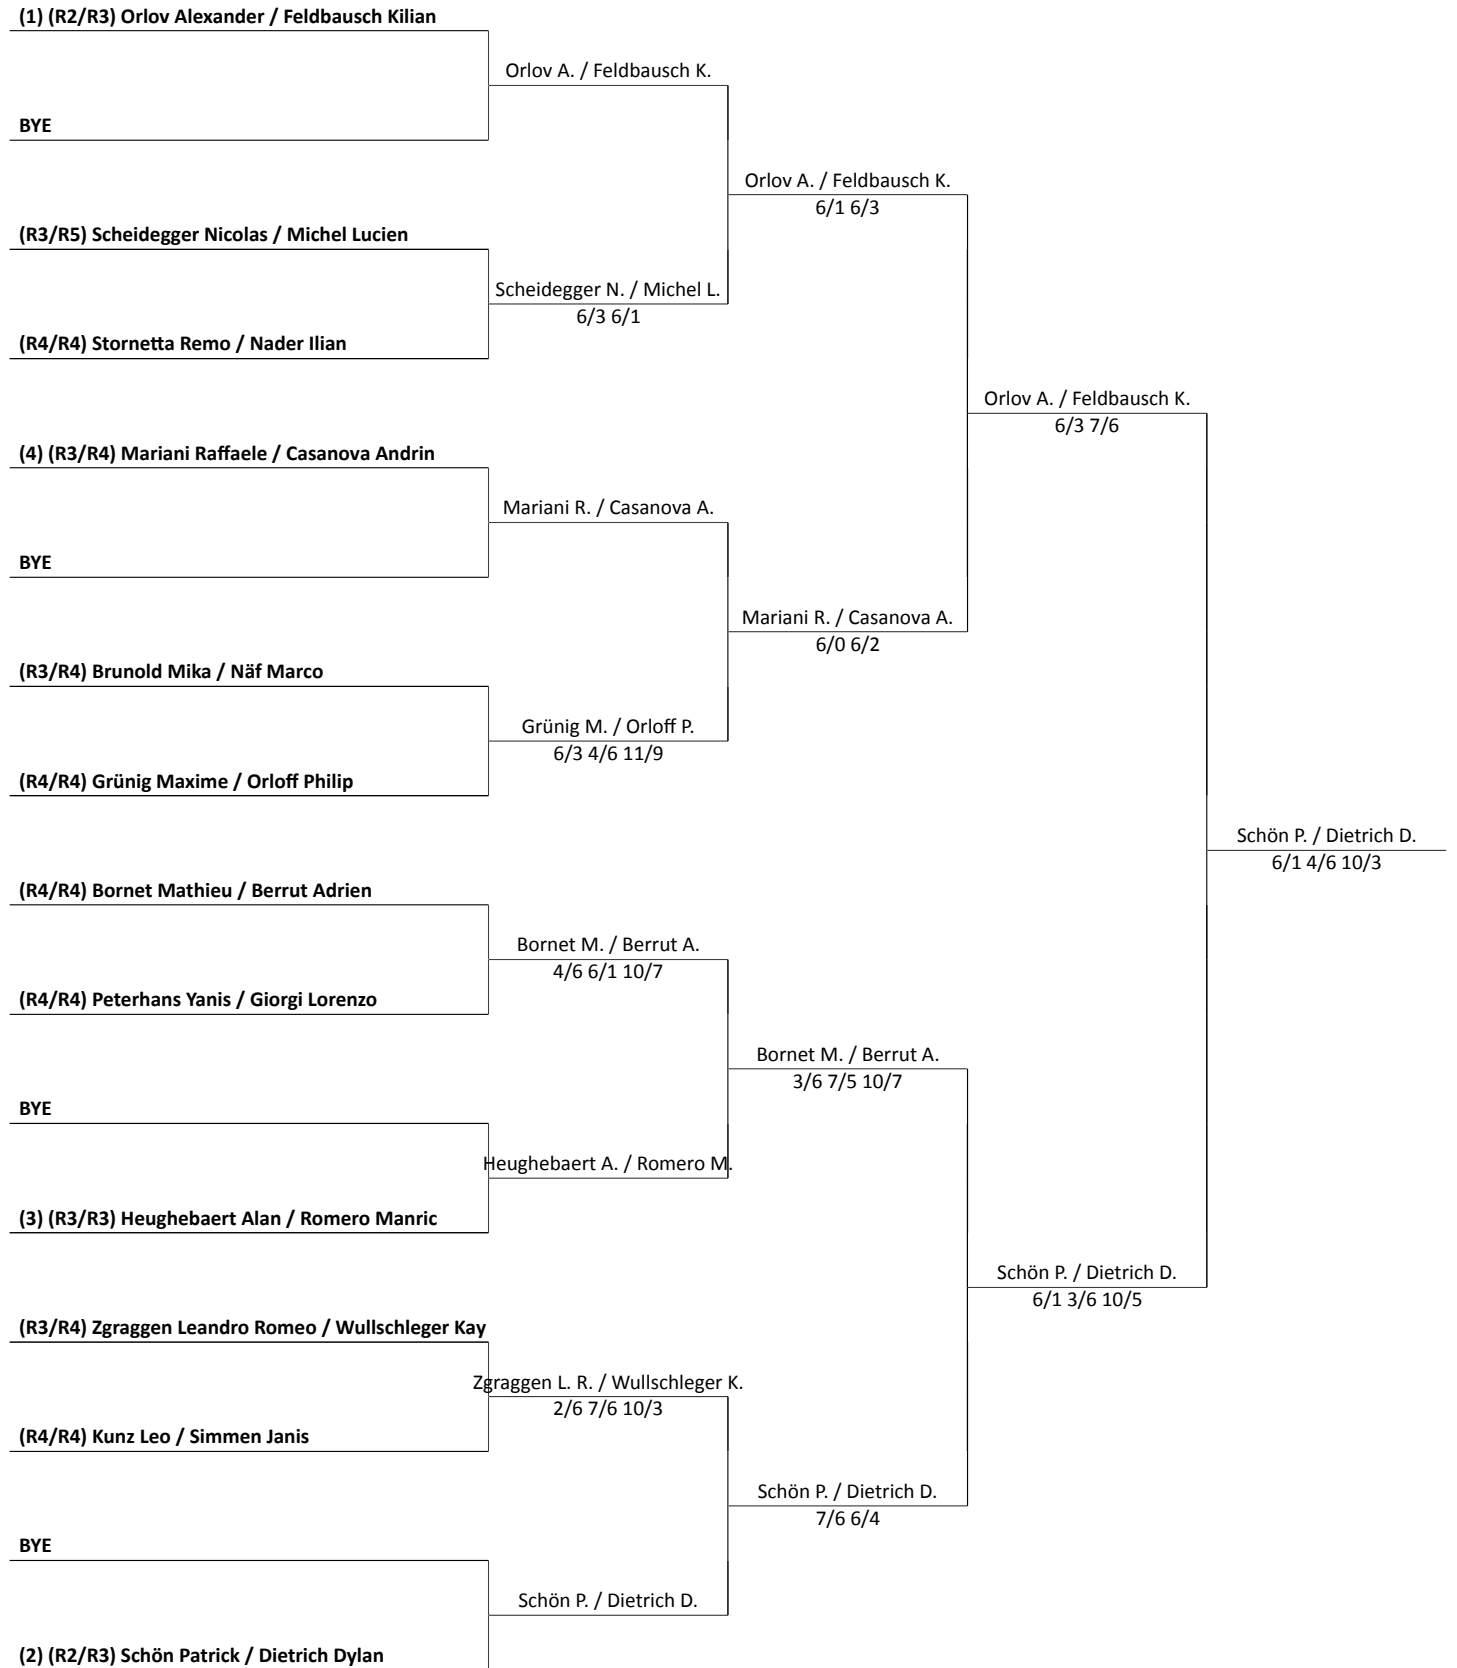 (1) (R2/R3) Orlov Alexander / Feldbausch Kilian
Orlov A. / Feldbausch K.
BYE
Orlov A. / Feldbausch K.
6/1 6/3
(R3/R5) Scheidegger Nicolas / Michel Lucien
Scheidegger N. / Michel L.
6/3 6/1
(R4/R4) Stornetta Remo / Nader Ilian
Orlov A. / Feldbausch K.
6/3 7/6
(4) (R3/R4) Mariani Raffaele / Casanova Andrin
Mariani R. / Casanova A.
BYE
Mariani R. / Casanova A.
6/0 6/2
(R3/R4) Brunold Mika / Näf Marco
Grünig M. / Orloff P.
6/3 4/6 11/9
(R4/R4) Grünig Maxime / Orloff Philip
Schön P. / Dietrich D.
6/1 4/6 10/3
(R4/R4) Bornet Mathieu / Berrut Adrien
Bornet M. / Berrut A.
4/6 6/1 10/7
(R4/R4) Peterhans Yanis / Giorgi Lorenzo
Bornet M. / Berrut A.
3/6 7/5 10/7
BYE
Heughebaert A. / Romero M.
(3) (R3/R3) Heughebaert Alan / Romero Manric
Schön P. / Dietrich D.
6/1 3/6 10/5
(R3/R4) Zgraggen Leandro Romeo / Wullschleger Kay
Zgraggen L. R. / Wullschleger K.
2/6 7/6 10/3
(R4/R4) Kunz Leo / Simmen Janis
Schön P. / Dietrich D.
7/6 6/4
BYE
Schön P. / Dietrich D.
(2) (R2/R3) Schön Patrick / Dietrich Dylan